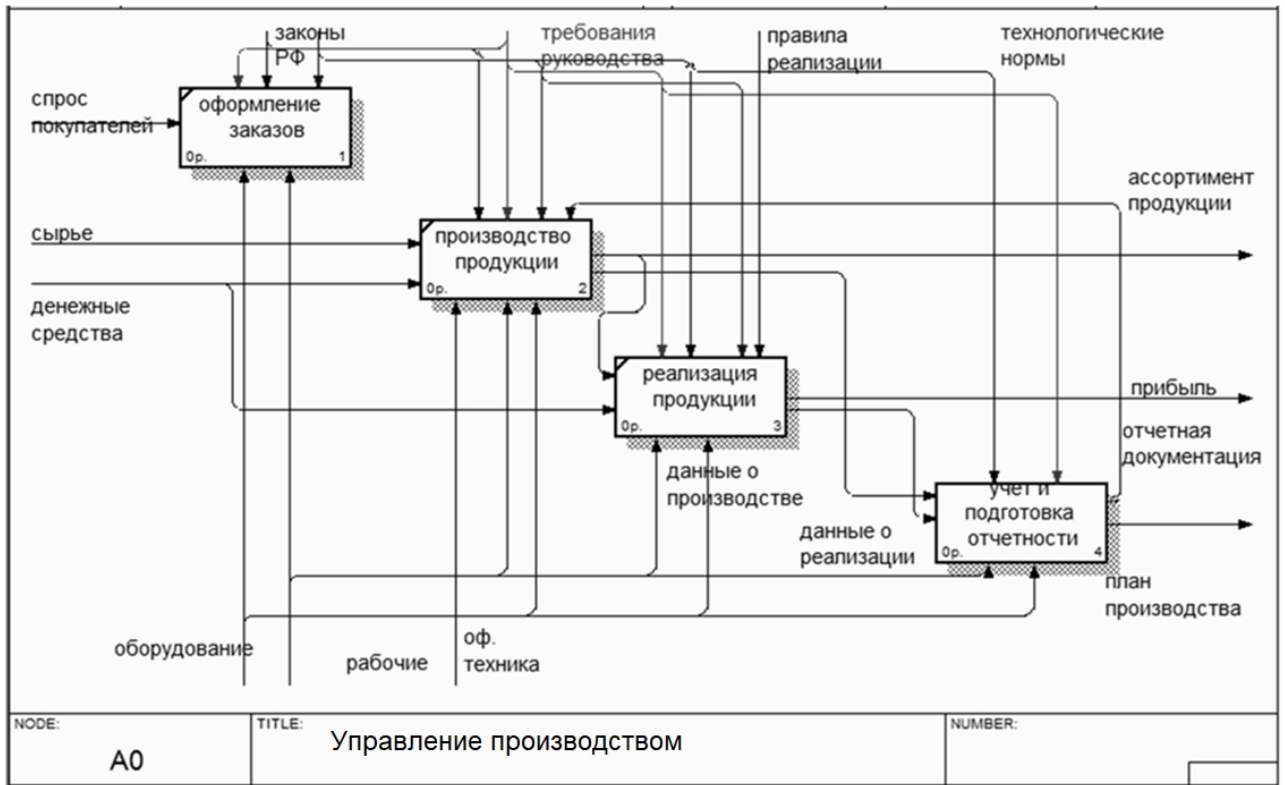 законы
РФ
требования
руководства
правила
реализации
технологические
нормы
спрос
покупателей
оформление
заказов
0р.
1
ассортимент
продукции
сырье
производство
продукции
0р.
2
денежные
средства
реализация
продукции
0р.
3
прибыль
отчетная
документация
данные о
производстве
учет и
подготовка
отчетности
0р.
4
данные о
реализации
план
производства
оборудование
рабочие
оф.
техника
NODE:
A0
TITLE:
Управление производством
NUMBER: